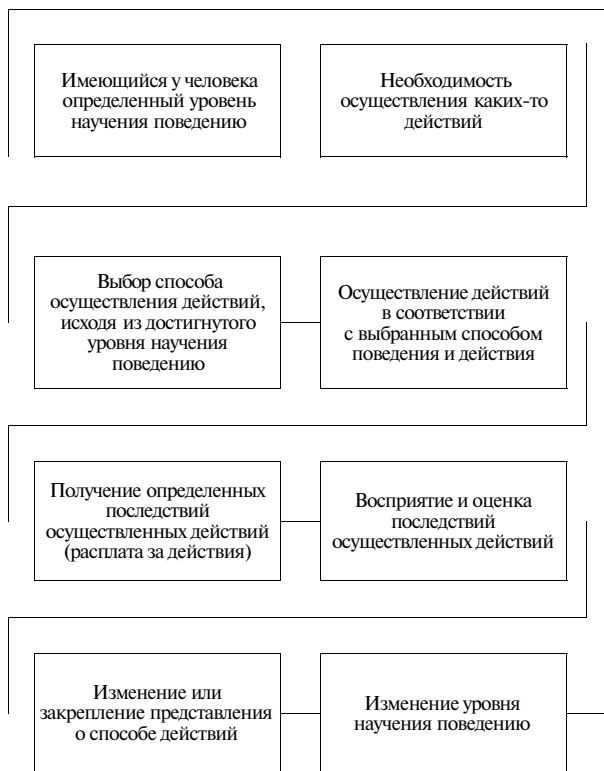 Имеющийся у человека
определенный уровень
научения поведению
Необходимость
осуществления каких-то
действий
Выбор способа
осуществления действий,
исходя из достигнутого
уровня научения
поведению
Осуществление действий
в соответствии
с выбранным способом
поведения и действия
Получение определенных
последствий
осуществленных действий
(расплата за действия)
Восприятие и оценка
последствий
осуществленных действий
Изменение или
закрепление представления
о способе действий
Изменение уровня
научения поведению